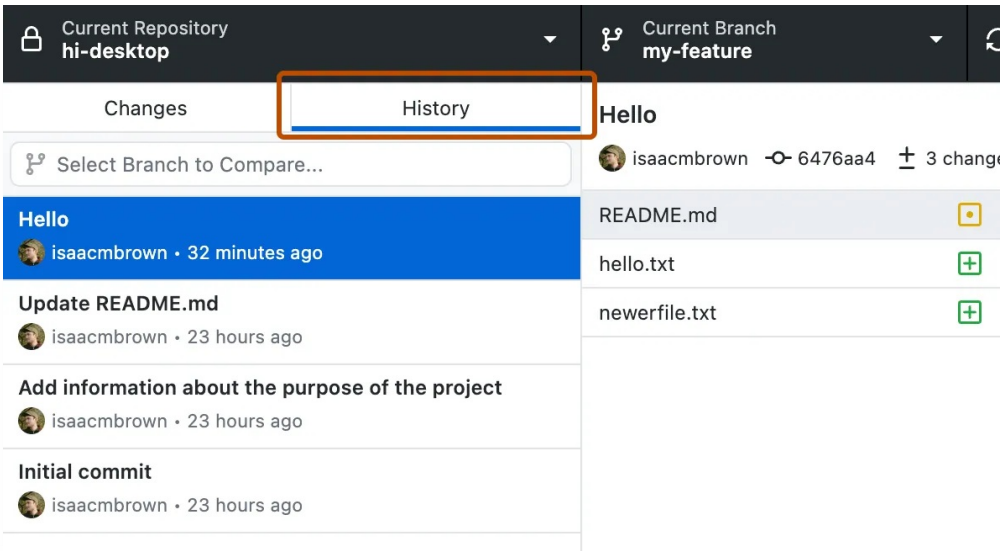 Current Repository
hi-desktop
Current Branch
my-feature
Changes
History
Select Branch to Compare...
Hello
isaacmbrown • 32 minutes ago
Update README.md
isaacmbrown • 23 hours ago
Add information about the purpose of the project
isaacmbrown • 23 hours ago
Initial commit
isaacmbrown • 23 hours ago
Hello
isaacmbrown 6476aa4 3 change
README.md
hello.txt
newerfile.txt